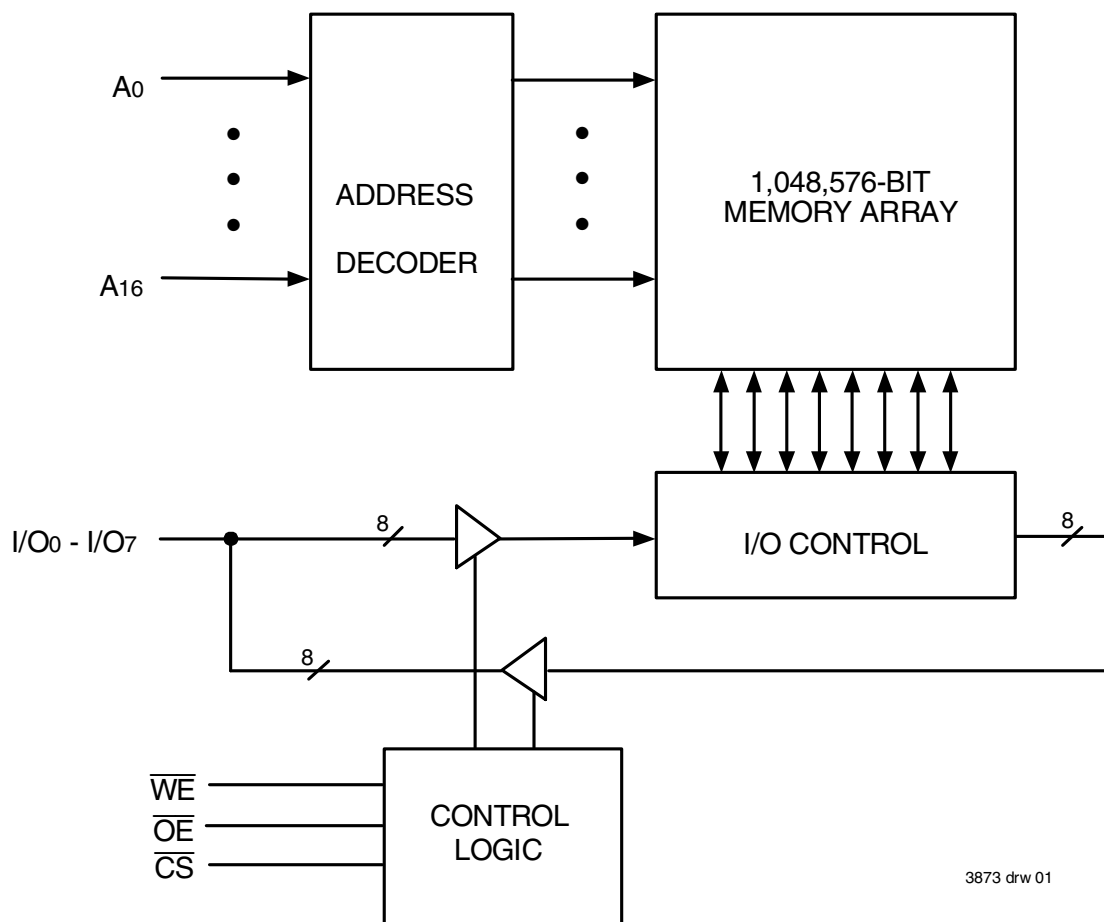 A0
A16
ADDRESS
DECODER
1,048,576-BIT
MEMORY ARRAY
I/O0 - I/O7
8
I/O CONTROL
8
8
WE
OE
CS
CONTROL
LOGIC
3873 drw 01